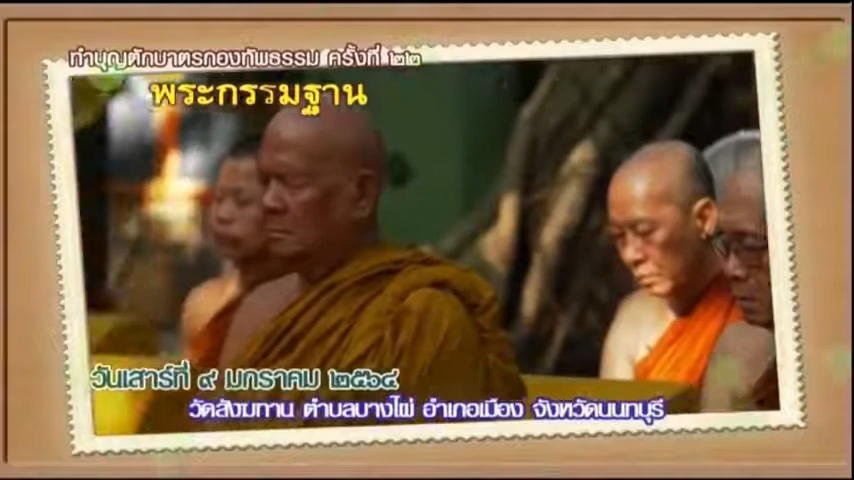 ทำบุญตักบาตรกองทัพธรรม ครั้งที่ ๒๒
พระกรรมฐาน
วันเสาร์ที่ ๙ มกราคม ๒๕๖๔
วัดสังฆทาน ตำบลบางไผ่ อำเภอเมือง จังหวัดนนทบุรี